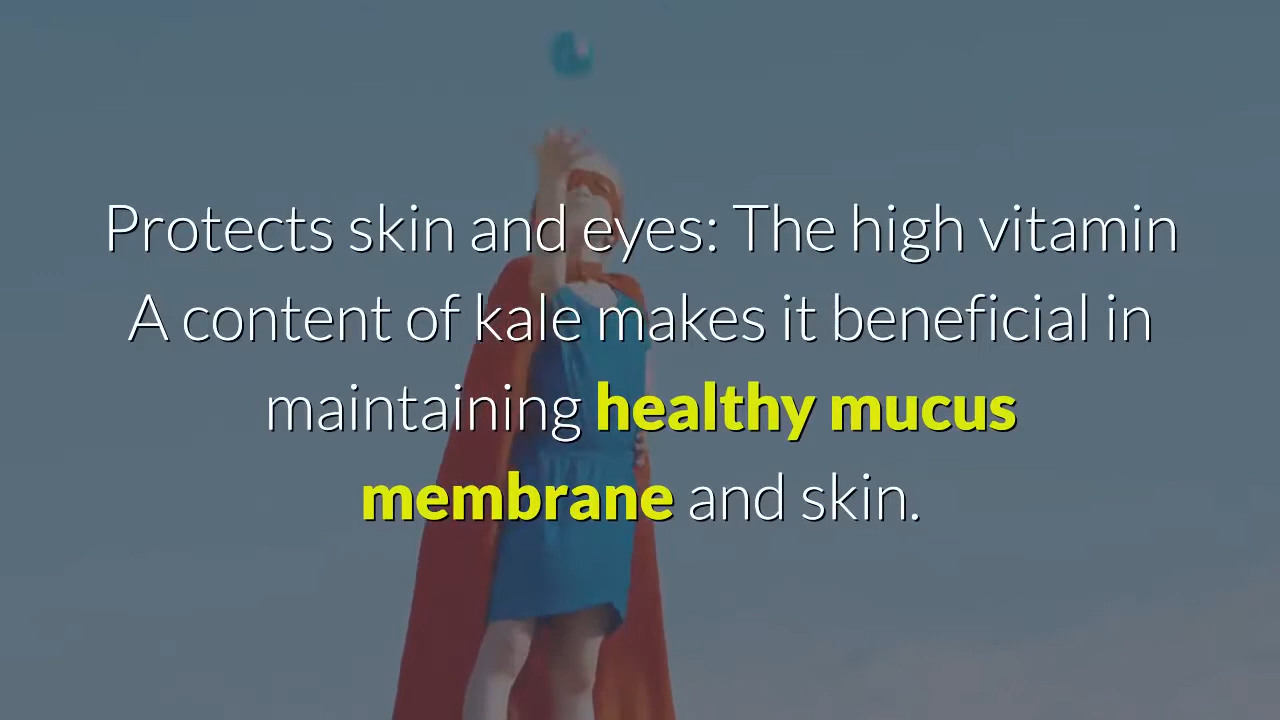 Protects skin and eyes: The high vitamin
A content of kale makes it beneficial in
maintaining healthy mucus
membrane and skin.